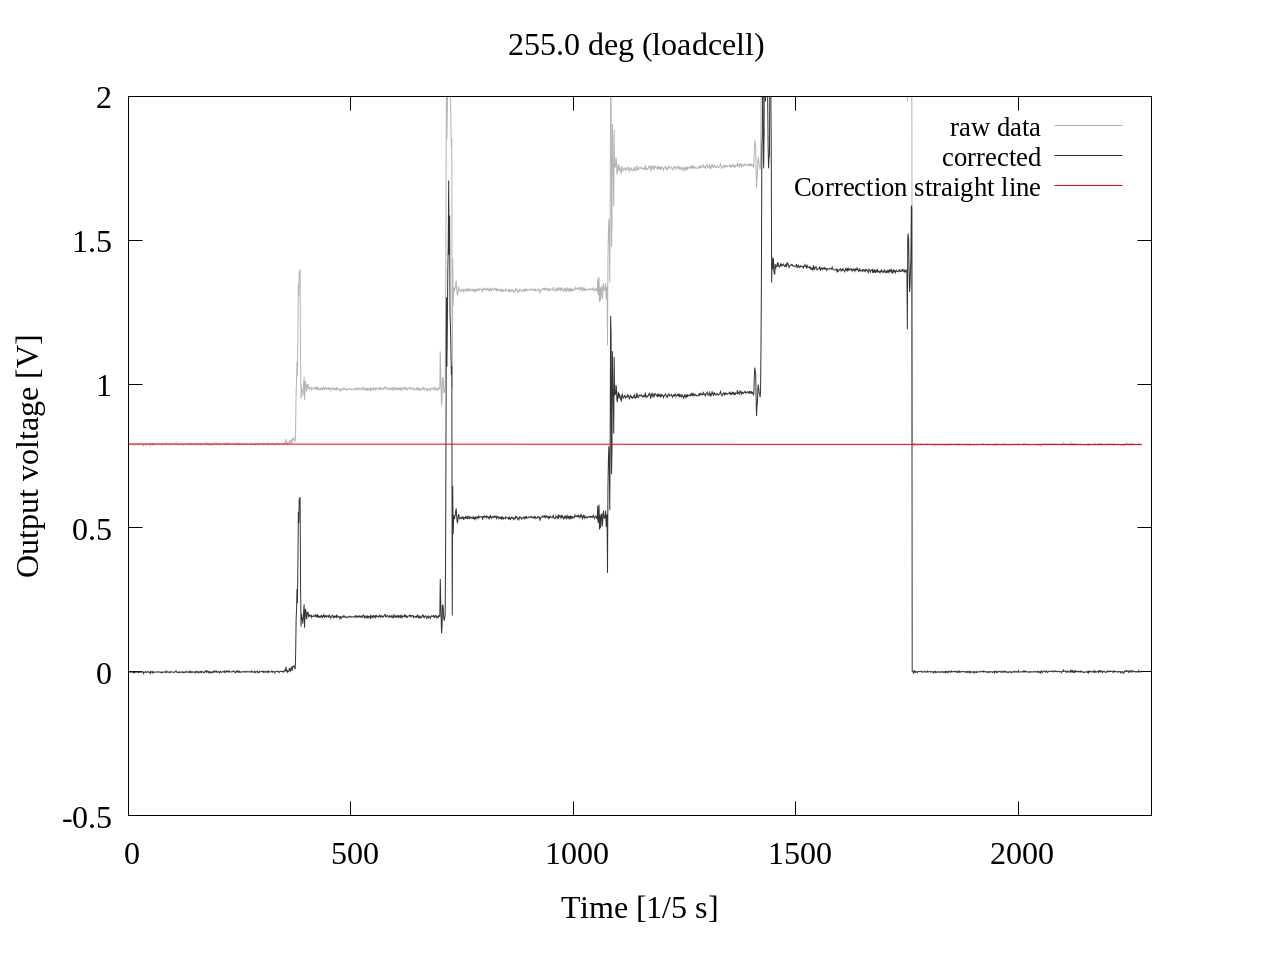 255.0 deg (loadcell)
2
1.5
1
0.5
0
-0.5
raw data
corrected
Correction straight line
Output voltage [V]
0 500 1000 1500 2000
Time [1/5 s]